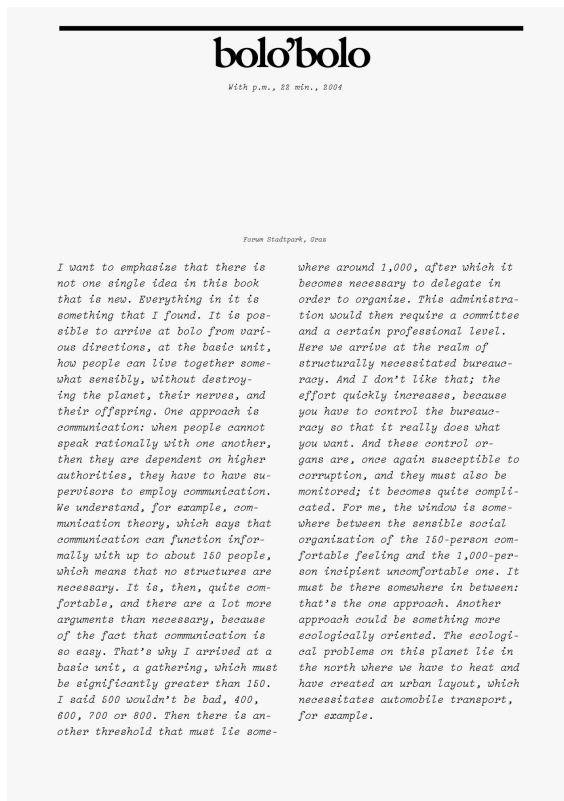 bolo'bolo
With p.m., 22 min., 2004
Forum Stadtpark, Graz
I want to emphasize that there is
not one single idea in this book
that is new. Everything in it is
something that I found. It is pos-
sible to arrive at bolo from vari-
ous directions, at the basic unit,
how people can live together some-
what sensibly, without destroy-
ing the planet, their nerves, and
their offspring. One approach is
communication: when people cannot
speak rationally with one another,
then they are dependent on higher
authorities, they have to have su-
pervisors to employ communication.
We understand, for example, com-
munication theory, which says that
communication can function infor-
mally with up to about 150 people,
which means that no structures are
necessary. It is, then, quite com-
fortable, and there are a lot more
arguments than necessary, because
of the fact that communication is
so easy. That's why I arrived at a
basic unit, a gathering, which must
be significantly greater than 150.
I said 500 wouldn't be bad, 400,
600, 700 or 800. Then there is an-
other threshold that must lie some-
where around 1,000, after which it
becomes necessary to delegate in
order to organize. This administra-
tion would then require a committee
and a certain professional level.
Here we arrive at the realm of
structurally necessitated bureauc-
racy. And I don't like that; the
effort quickly increases, because
you have to control the bureauc-
racy so that it really does what
you want. And these control or-
gans are, once again susceptible to
corruption, and they must also be
monitored; it becomes quite compli-
cated. For me, the window is some-
where between the sensible social
organization of the 150-person com-
fortable feeling and the 1,000-per-
son incipient uncomfortable one. It
must be there somewhere in between:
that's the one approach. Another
approach could be something more
ecologically oriented. The ecologi-
cal problems on this planet lie in
the north where we have to heat and
have created an urban layout, which
necessitates automobile transport,
for example.